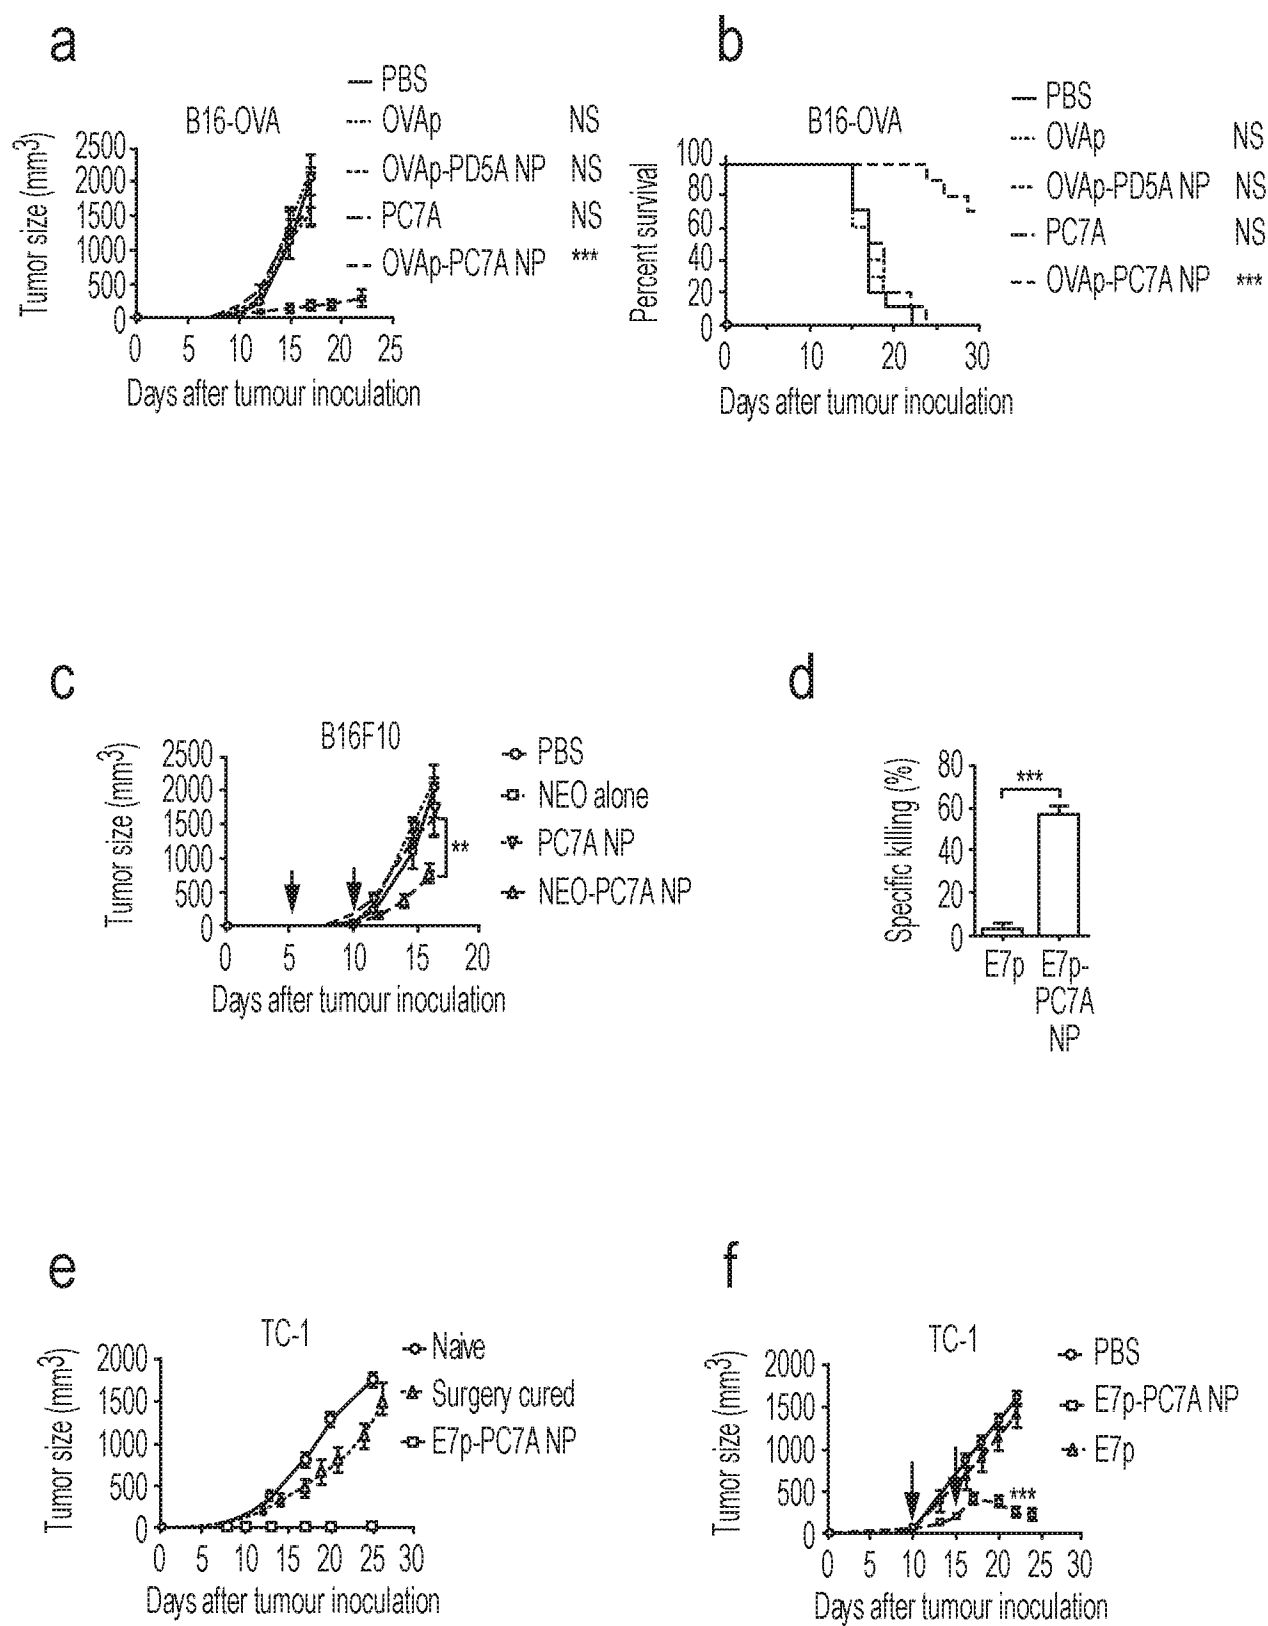 a
B16-OVA
PBS
OVAp NS
OVAp-PD5A NP NS
PC7A NS
OVAp-PC7A NP ***
Tumor size (mm3)
2500
2000
1500
1000
500
0
0 5 10 15 20 25
Days after tumour inoculation
b
B16-OVA
PBS
OVAp NS
OVAp-PD5A NP NS
PC7A NS
OVAp-PC7A NP ***
Percent survival
100
80
60
40
20
0
0 10 20 30
Days after tumour inoculation
c
B16F10
PBS
NEO alone
PC7A NP
NEO-PC7A NP
**
Tumor size (mm3)
2500
2000
1500
1000
500
0
0 5 10 15 20
Days after tumour inoculation
d
Specific killing (%)
80
60
40
20
0
***
E7p E7p-
PC7A
NP
e
TC-1
Naive
Surgery cured
E7p-PC7A NP
Tumor size (mm3)
2000
1500
1000
500
0
0 5 10 15 20 25 30
Days after tumour inoculation
f
TC-1
PBS
E7p-PC7A NP
E7p
***
Tumor size (mm3)
2000
1500
1000
500
0
0 5 10 15 20 25 30
Days after tumour inoculation